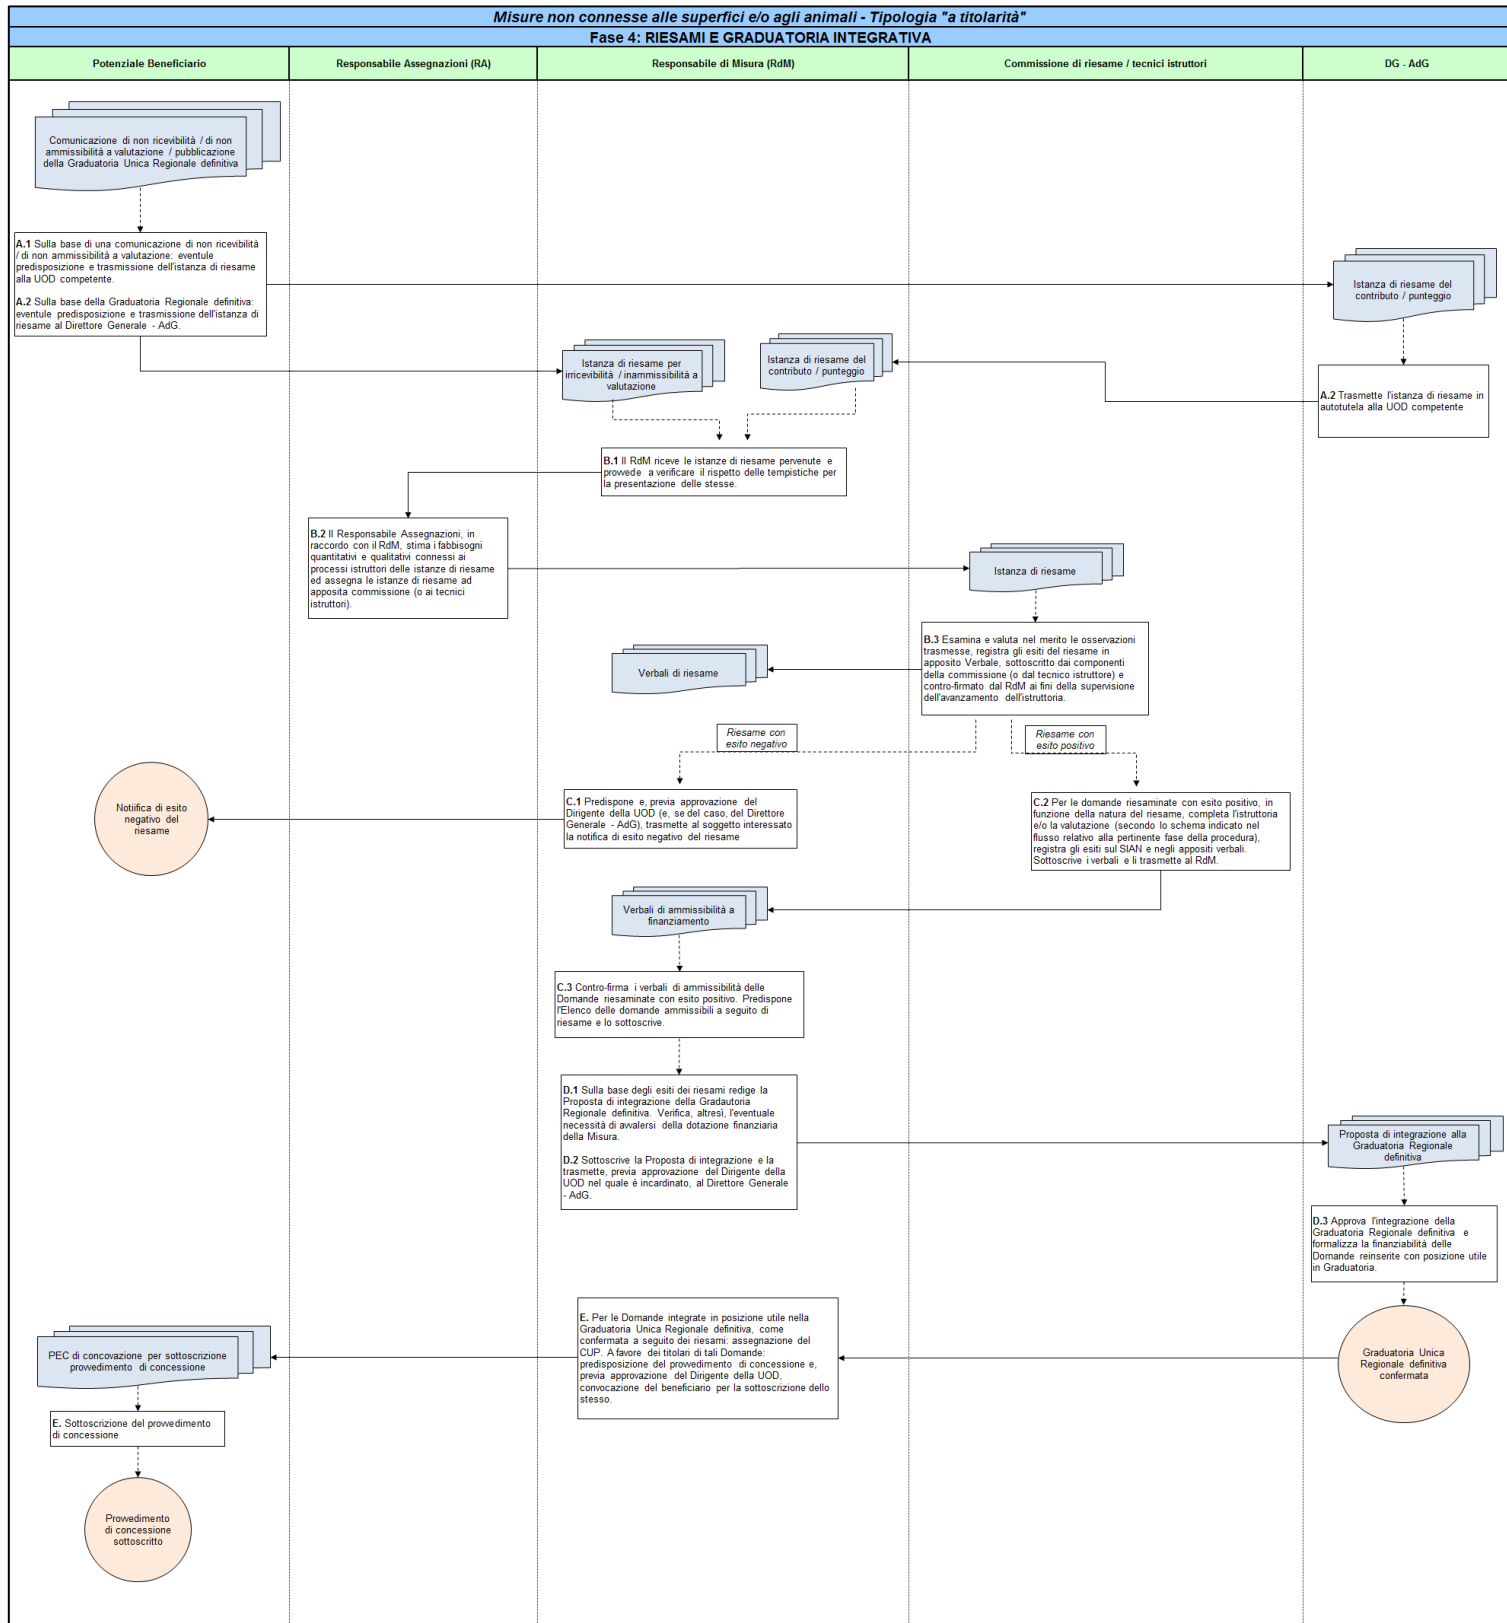 Misure non connesse alle superfici e/o agli animali - Tipologia "a titolarità"
Fase 4: RIESAMI E GRADUATORIA INTEGRATIVA
Potenziale Beneficiario
Responsabile Assegnazioni (RA)
Responsabile di Misura (RdM)
Commissione di riesame / tecnici istruttori
DG - AdG
Comunicazione di non ricevibilità / di non
ammissibilità a valutazione / pubblicazione
della Graduatoria Unica Regionale definitiva
A.1 Sulla base di una comunicazione di non ricevibilità
/ di non ammissibilità a valutazione: eventule
predisposizione e trasmissione dell'istanza di riesame
alla UOD competente.
A.2 Sulla base della Graduatoria Regionale definitiva:
eventule predisposizione e trasmissione dell'istanza di
riesame al Direttore Generale - AdG.
Istanza di riesame del
contributo / punteggio
Istanza di riesame per
irricevibilità / inammissibilità a
valutazione
Istanza di riesame del
contributo / punteggio
A.2 Trasmette l'istanza di riesame in
autotutela alla UOD competente
B.1 Il RdM riceve le istanze di riesame pervenute e
provvede a verificare il rispetto delle tempistiche per
la presentazione delle stesse.
B.2 Il Responsabile Assegnazioni, in
raccordo con il RdM, stima i fabbisogni
quantitativi e qualitativi connessi ai
processi istruttori delle istanze di riesame
ed assegna le istanze di riesame ad
apposita commissione (o ai tecnici
istruttori).
Istanza di riesame
B.3 Esamina e valuta nel merito le osservazioni
trasmesse, registra gli esiti del riesame in
apposito Verbale, sottoscritto dai componenti
della commissione (o dal tecnico istruttore) e
contro-firmato dal RdM ai fini della supervisione
dell'avanzamento dell'istruttoria.
Verbali di riesame
Riesame con
esito negativo
Riesame con
esito positivo
Notiifica di esito
negativo del
riesame
C.1 Predispone e, previa approvazione del
Dirigente della UOD (e, se del caso, del Direttore
Generale - AdG), trasmette al soggetto interessato
la notifica di esito negativo del riesame
C.2 Per le domande riesaminate con esito positivo, in
funzione della natura del riesame, completa l'istruttoria
e/o la valutazione (secondo lo schema indicato nel
flusso relativo alla pertinente fase della procedura),
registra gli esiti sul SIAN e negli appositi verbali.
Sottoscrive i verbali e li trasmette al RdM.
Verbali di ammissibilità a
finanziamento
C.3 Contro-firma i verbali di ammissibilità delle
Domande riesaminate con esito positivo. Predispone
l'Elenco delle domande ammissibili a seguito di
riesame e lo sottoscrive.
D.1 Sulla base degli esiti dei riesami redige la
Proposta di integrazione della Gradautoria
Regionale definitiva. Verifica, altresì, l'eventuale
necessità di avvalersi della dotazione finanziaria
della Misura.
D.2 Sottoscrive la Proposta di integrazione e la
trasmette, previa approvazione del Dirigente della
UOD nel quale è incardinato, al Direttore Generale
- AdG.
Proposta di integrazione alla
Graduatoria Regionale
definitiva
D.3 Approva l'integrazione della
Graduatoria Regionale definitiva e
formalizza la finanziabilità delle
Domande reinserite con posizione utile
in Graduatoria.
E. Per le Domande integrate in posizione utile nella
Graduatoria Unica Regionale definitiva, come
confermata a seguito dei riesami: assegnazione del
CUP. A favore dei titolari di tali Domande:
predisposizione del provvedimento di concessione e,
previa approvazione del Dirigente della UOD,
convocazione del beneficiario per la sottoscrizione dello
stesso.
Graduatoria Unica
Regionale definitiva
confermata
PEC di concovazione per sottoscrizione
provvedimento di concessione
E. Sottoscrizione del provvedimento
di concessione
Provvedimento
di concessione
sottoscritto